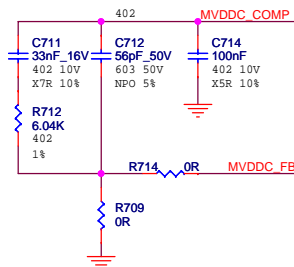 402
MVDDC_COMP
C711
33nF_16V
402 10V
X7R 10%
C712
56pF_50V
603 50V
NPO 5%
C714
100nF
402 10V
X5R 10%
R712
6.04K
402
1%
R714
0R
MVDDC_FB
R709
0R